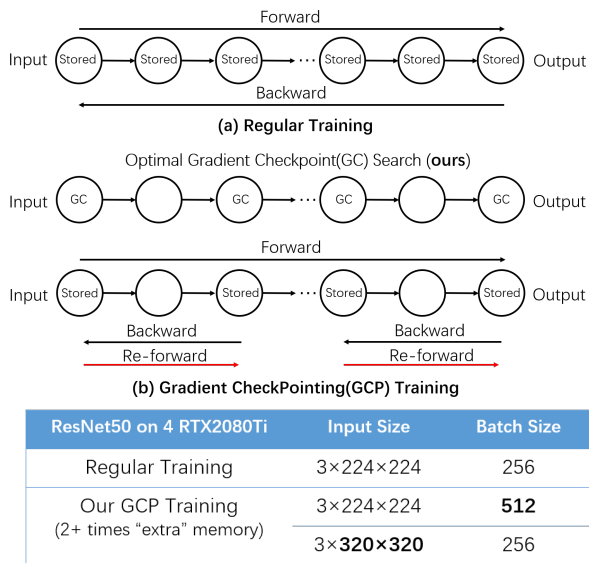 Forward
Input Stored Stored Stored ··· Stored Stored Stored Output
Backward
(a) Regular Training
Optimal Gradient Checkpoint(GC) Search (ours)
Input GC GC ··· GC GC Output
Forward
Input Stored Stored ··· Stored Stored Output
Backward Backward
Re-forward Re-forward
(b) Gradient CheckPointing(GCP) Training
ResNet50 on 4 RTX2080Ti Input Size Batch Size
Regular Training 3×224×224 256
Our GCP Training 3×224×224 512
(2+ times “extra” memory)
3×320×320 256